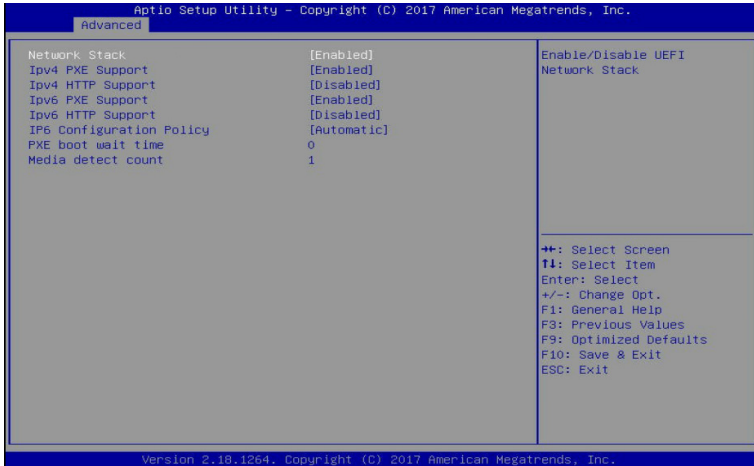 Aptio Setup Utility – Copyright (C) 2017 American Megatrends, Inc.
Advanced
Network Stack [Enabled]
Ipv4 PXE Support [Enabled]
Ipv4 HTTP Support [Disabled]
Ipv6 PXE Support [Enabled]
Ipv6 HTTP Support [Disabled]
IP6 Configuration Policy [Automatic]
PXE boot wait time 0
Media detect count 1
Enable/Disable UEFI
Network Stack
→←: Select Screen
↑↓: Select Item
Enter: Select
+/-: Change Opt.
F1: General Help
F3: Previous Values
F9: Optimized Defaults
F10: Save & Exit
ESC: Exit
Version 2.18.1264. Copyright (C) 2017 American Megatrends, Inc.